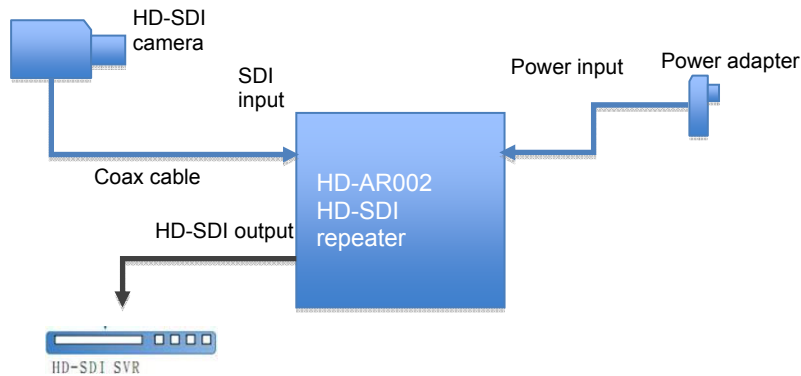 HD-SDI
camera
SDI
input
Power input
Power adapter
Coax cable
HD-AR002
HD-SDI
repeater
HD-SDI output
HD-SDI SVR